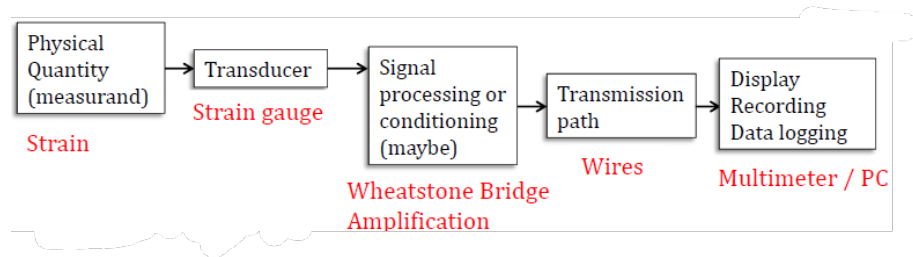 Physical
Quantity
(measurand)
Strain
Transducer
Strain gauge
Signal
processing or
conditioning
(maybe)
Wheatstone Bridge
Amplification
Transmission
path
Wires
Display
Recording
Data logging
Multimeter / PC